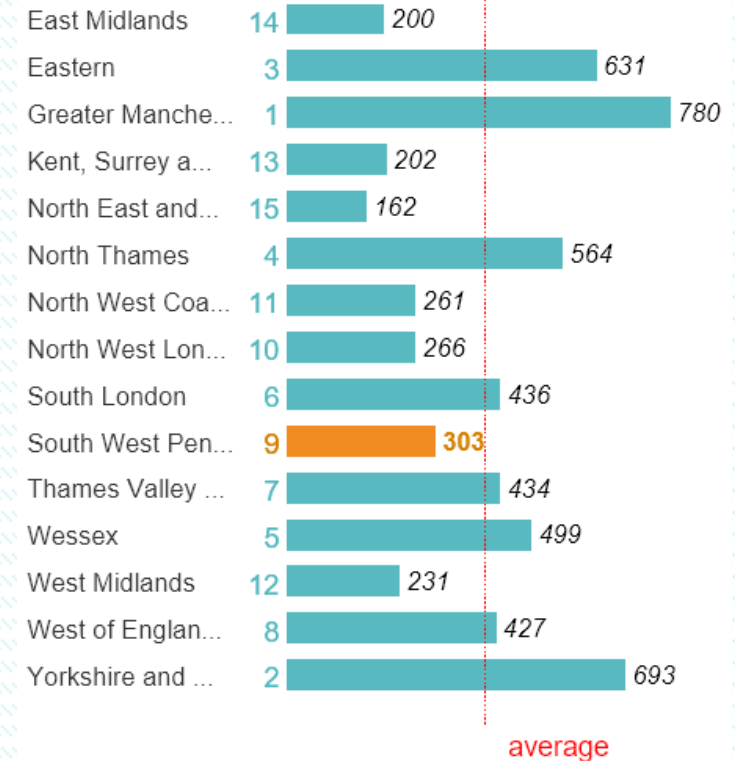 East Midlands 14 200
Eastern 3 631
Greater Manche... 1 780
Kent, Surrey a... 13 202
North East and... 15 162
North Thames 4 564
North West Coa... 11 261
North West Lon... 10 266
South London 6 436
South West Pen... 9 303
Thames Valley ... 7 434
Wessex 5 499
West Midlands 12 231
West of Englan... 8 427
Yorkshire and ... 2 693
average